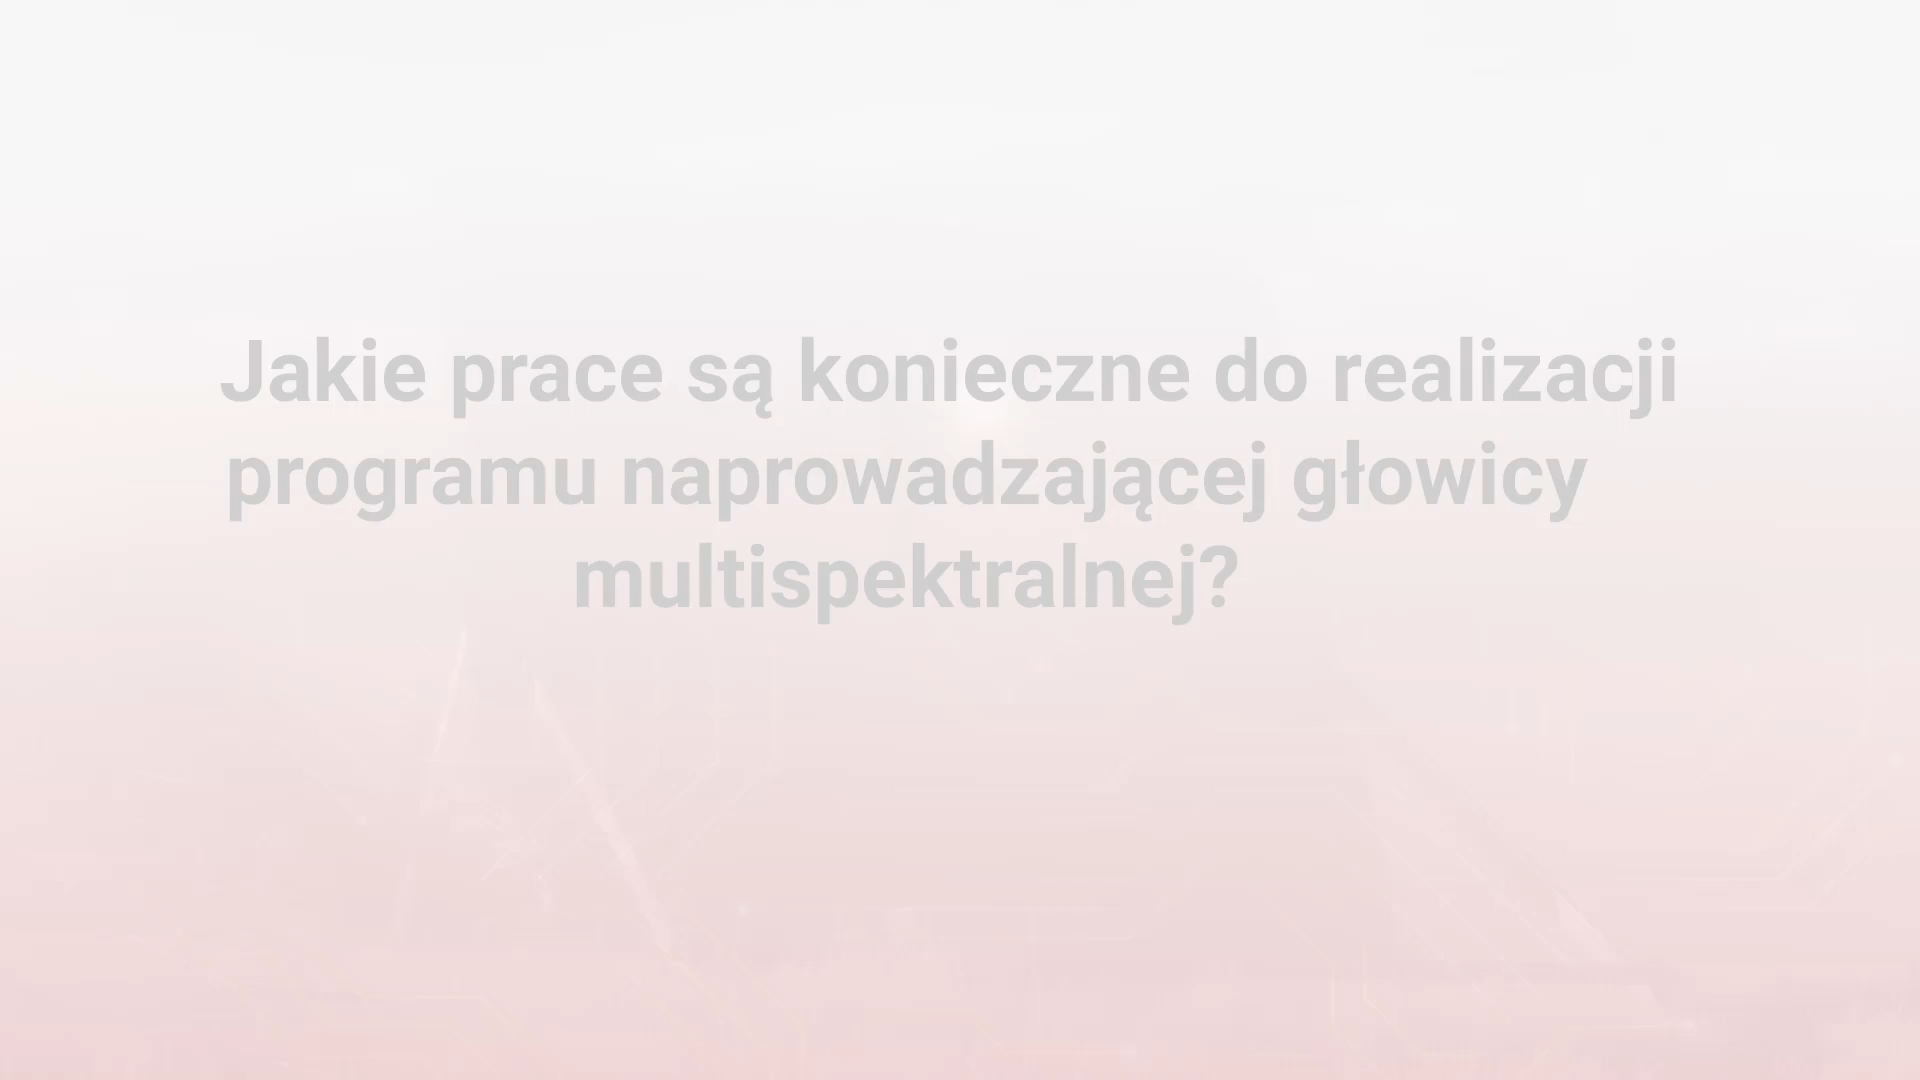 Jakie prace są konieczne do realizacji
programu naprowadzającej głowicy
multispektralnej?